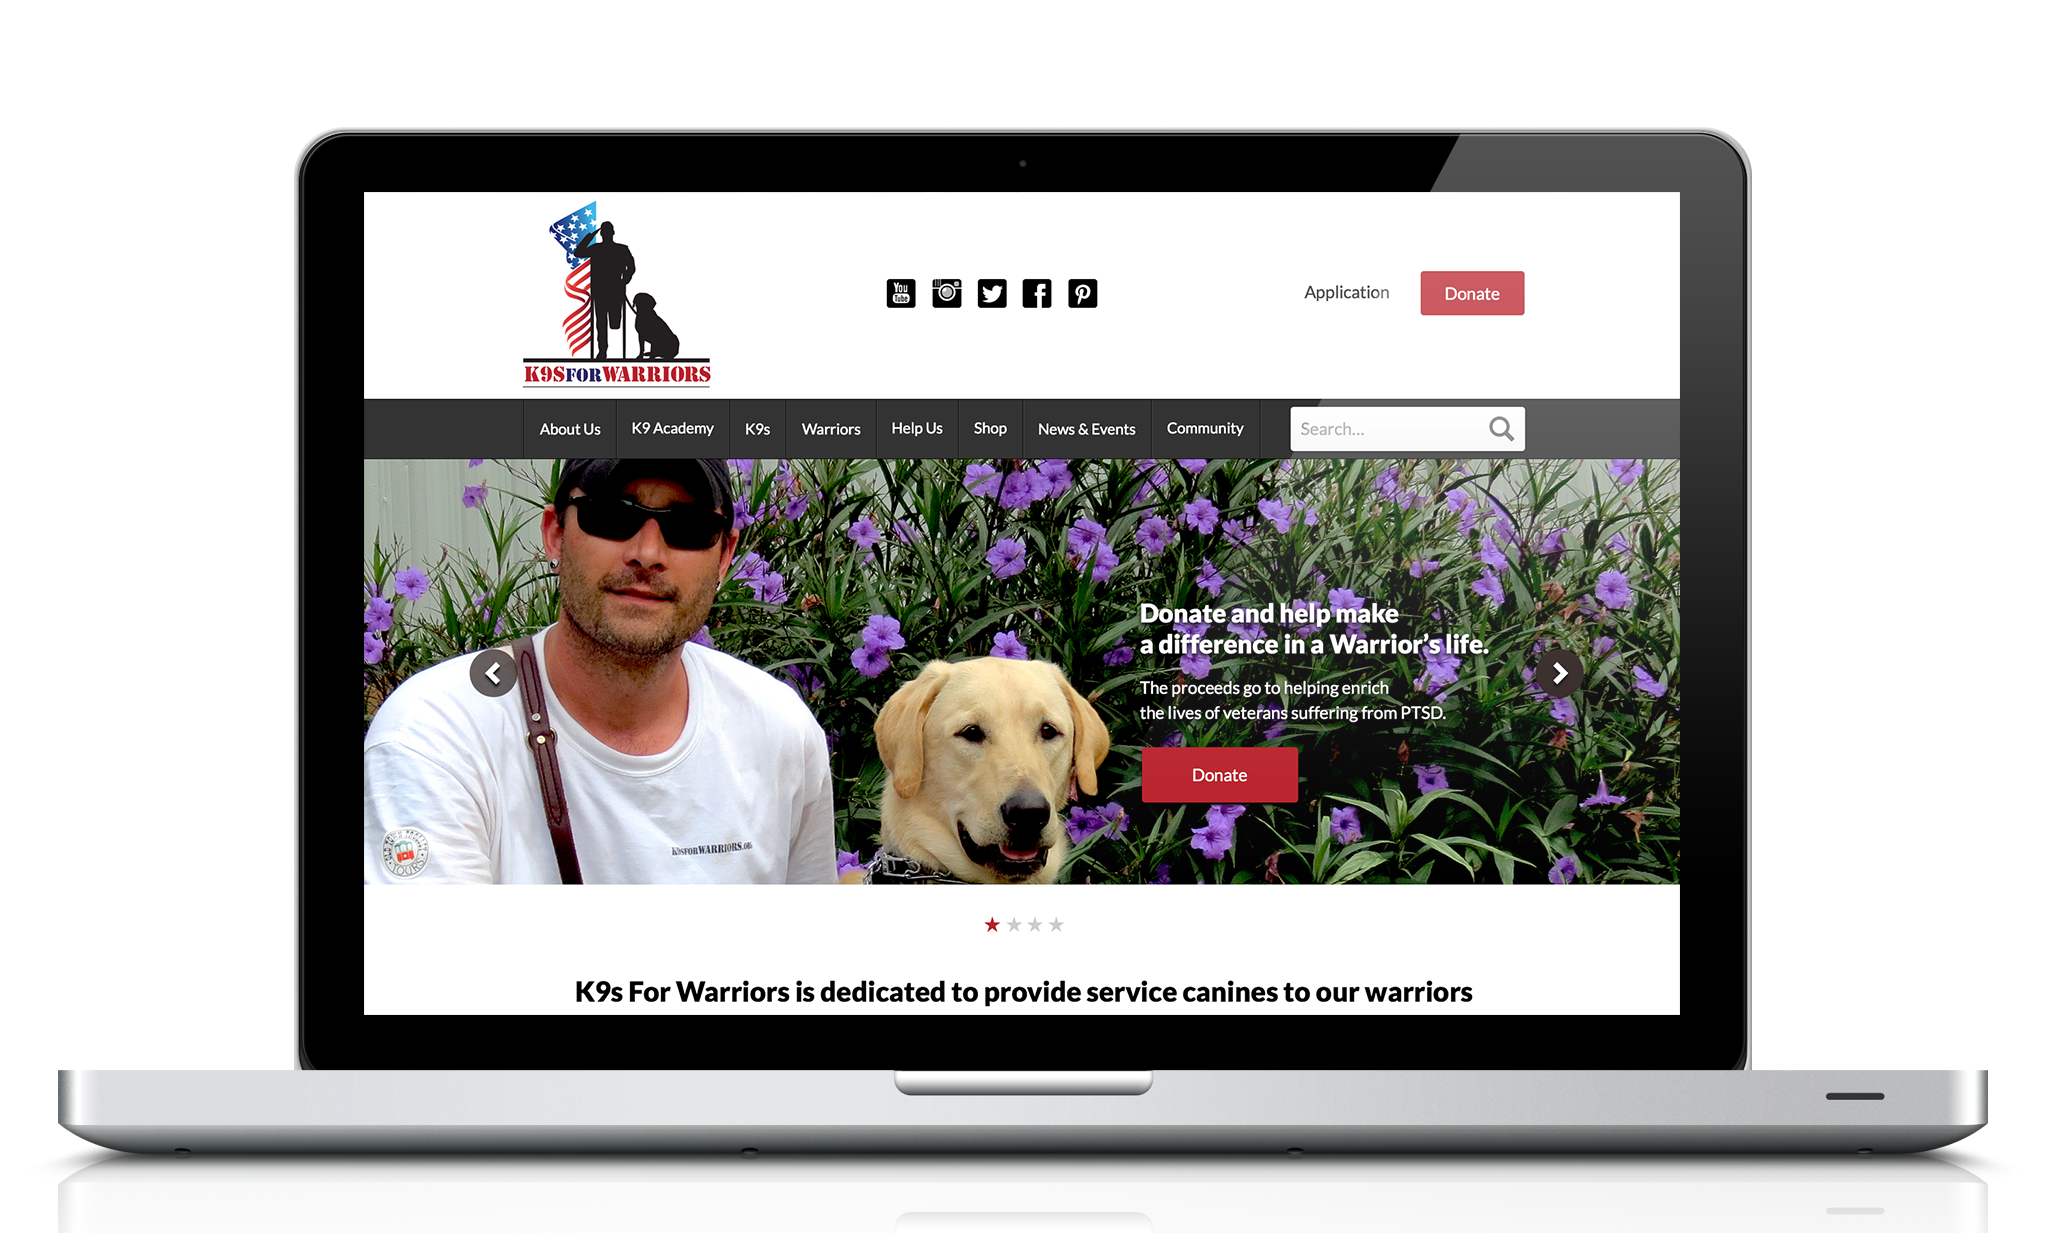 K9SFORWARRIORS
You
Tube
Application
Donate
About Us
K9 Academy
K9s
Warriors
Help Us
Shop
News & Events
Community
Search...
Donate and help make
a difference in a Warrior's life.
The proceeds go to helping enrich
the lives of veterans suffering from PTSD.
Donate
K9SFORWARRIORS.ORG
TOURS
K9s For Warriors is dedicated to provide service canines to our warriors